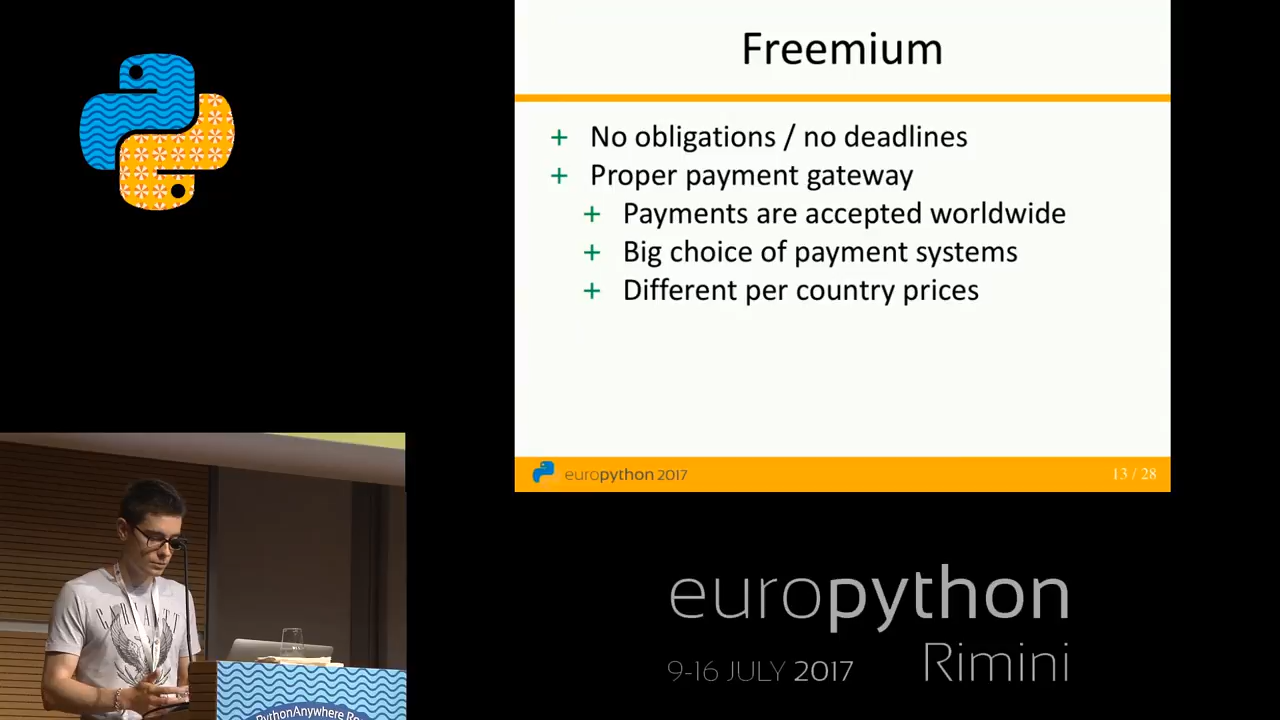 Freemium
+ No obligations / no deadlines
+ Proper payment gateway
+ Payments are accepted worldwide
+ Big choice of payment systems
+ Different per country prices
europython 2017
13 / 28
PythonAnywhere
europython
Rimini
9-16 JULY 2017